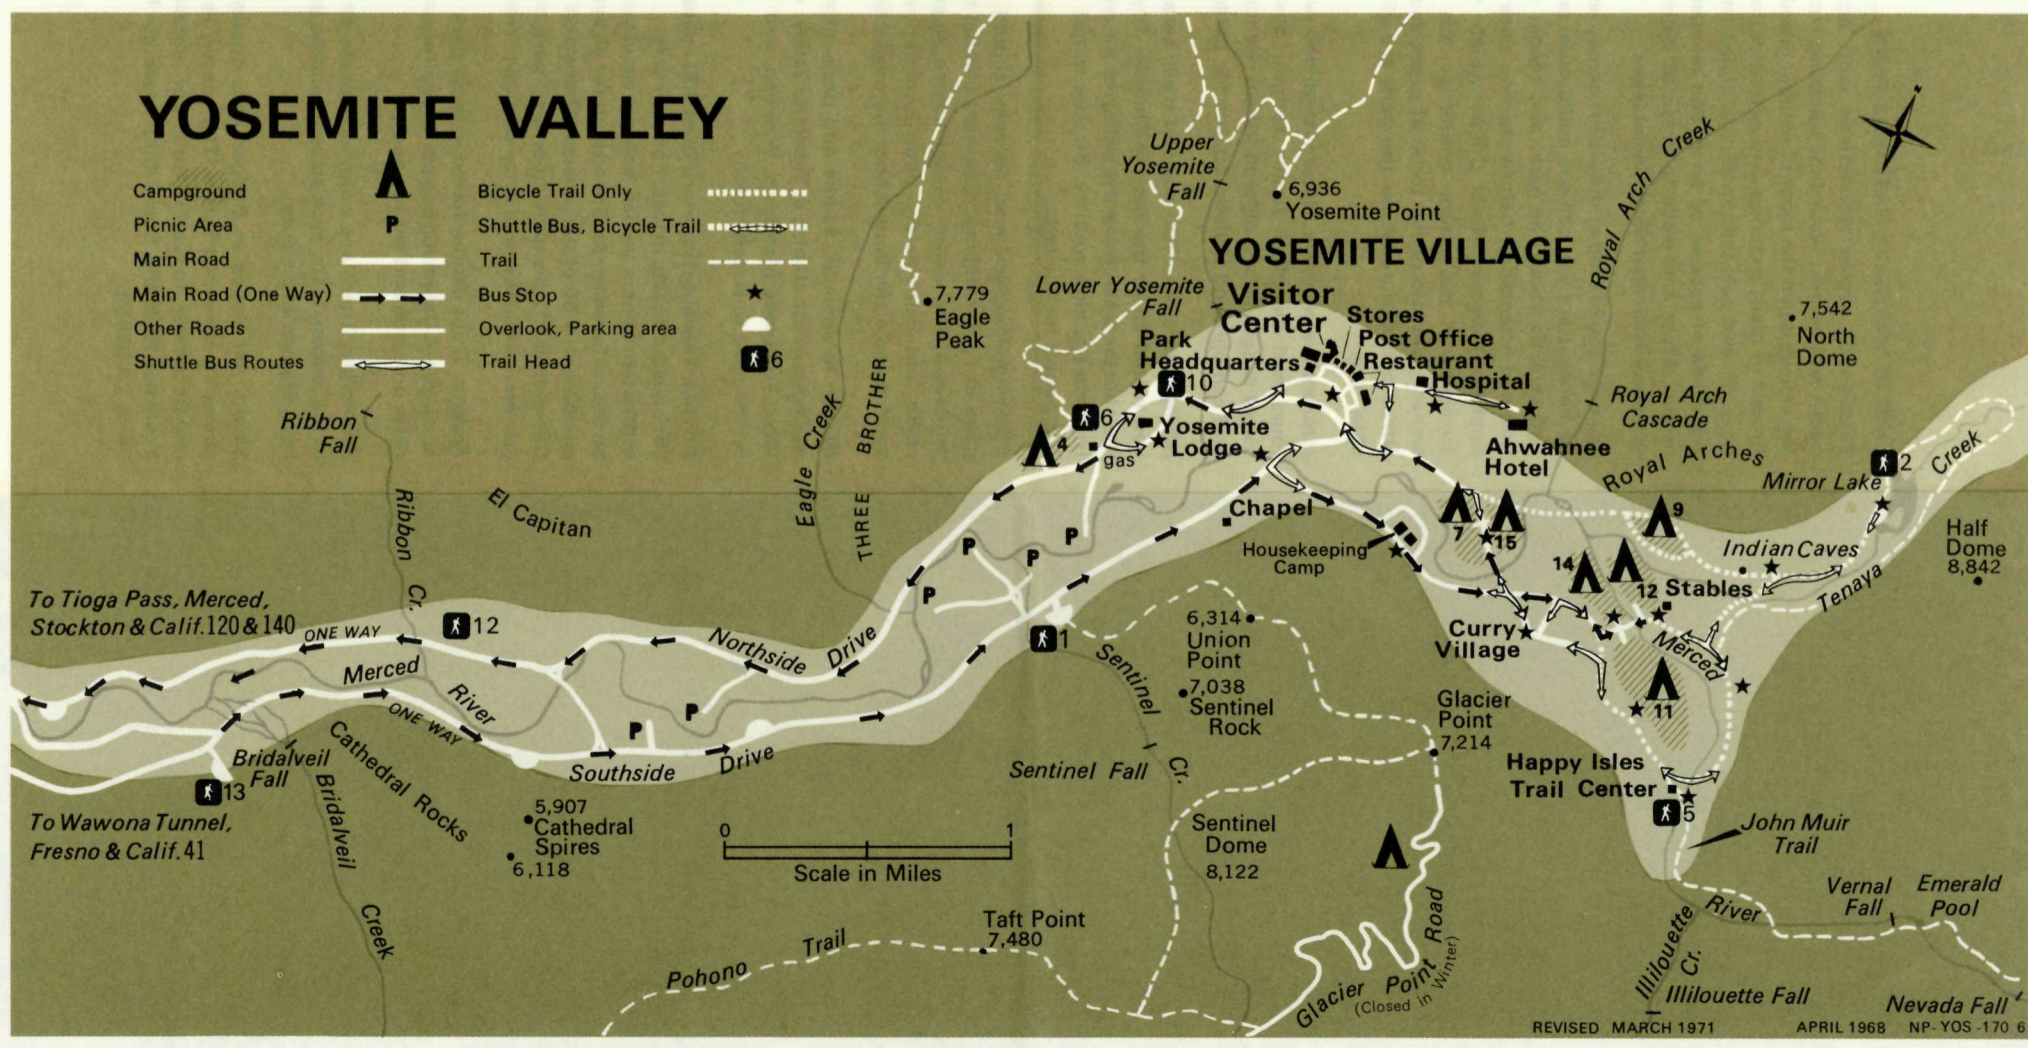 YOSEMITE VALLEY
Campground
Picnic Area
P
Main Road
Main Road (One Way)
Other Roads
Shuttle Bus Routes
Bicycle Trail Only
Shuttle Bus, Bicycle Trail
Trail
Bus Stop
Overlook, Parking area
Trail Head
6
N
Upper
Yosemite
Fall
6,936
Yosemite Point
Royal Arch Creek
YOSEMITE VILLAGE
Lower Yosemite
Fall
Visitor
Center
Stores
Post Office
Restaurant
Park
Headquarters
Hospital
7,779
Eagle
Peak
7,542
North
Dome
10
6
4
gas
Yosemite
Lodge
Ahwahnee
Hotel
Royal Arch
Cascade
Royal Arches
Mirror Lake
2
Tenaya Creek
Half
Dome
8,842
Ribbon
Fall
Ribbon Cr.
El Capitan
Eagle Creek
THREE BROTHER
Chapel
Housekeeping
Camp
7
15
9
14
12
Stables
Indian Caves
P
P
P
P
1
To Tioga Pass, Merced,
Stockton & Calif.120 & 140
ONE WAY
12
Merced River
ONE WAY
Northside Drive
P
P
Southside Drive
Bridalveil
Fall
13
Bridalveil Creek
Cathedral Rocks
To Wawona Tunnel,
Fresno & Calif. 41
5,907
Cathedral
Spires
6,118
0
1
Scale in Miles
6,314
Union
Point
7,038
Sentinel
Rock
Sentinel Cr.
Sentinel Fall
Curry
Village
Merced
11
Glacier
Point
7,214
Happy Isles
Trail Center
5
John Muir
Trail
Sentinel
Dome
8,122
Taft Point
7,480
Pohono Trail
Glacier Point Road
(Closed in Winter)
River
Vernal
Fall
Emerald
Pool
Illilouette Cr.
Illilouette Fall
Nevada Fall
REVISED MARCH 1971
APRIL 1968
NP-YOS-170 6